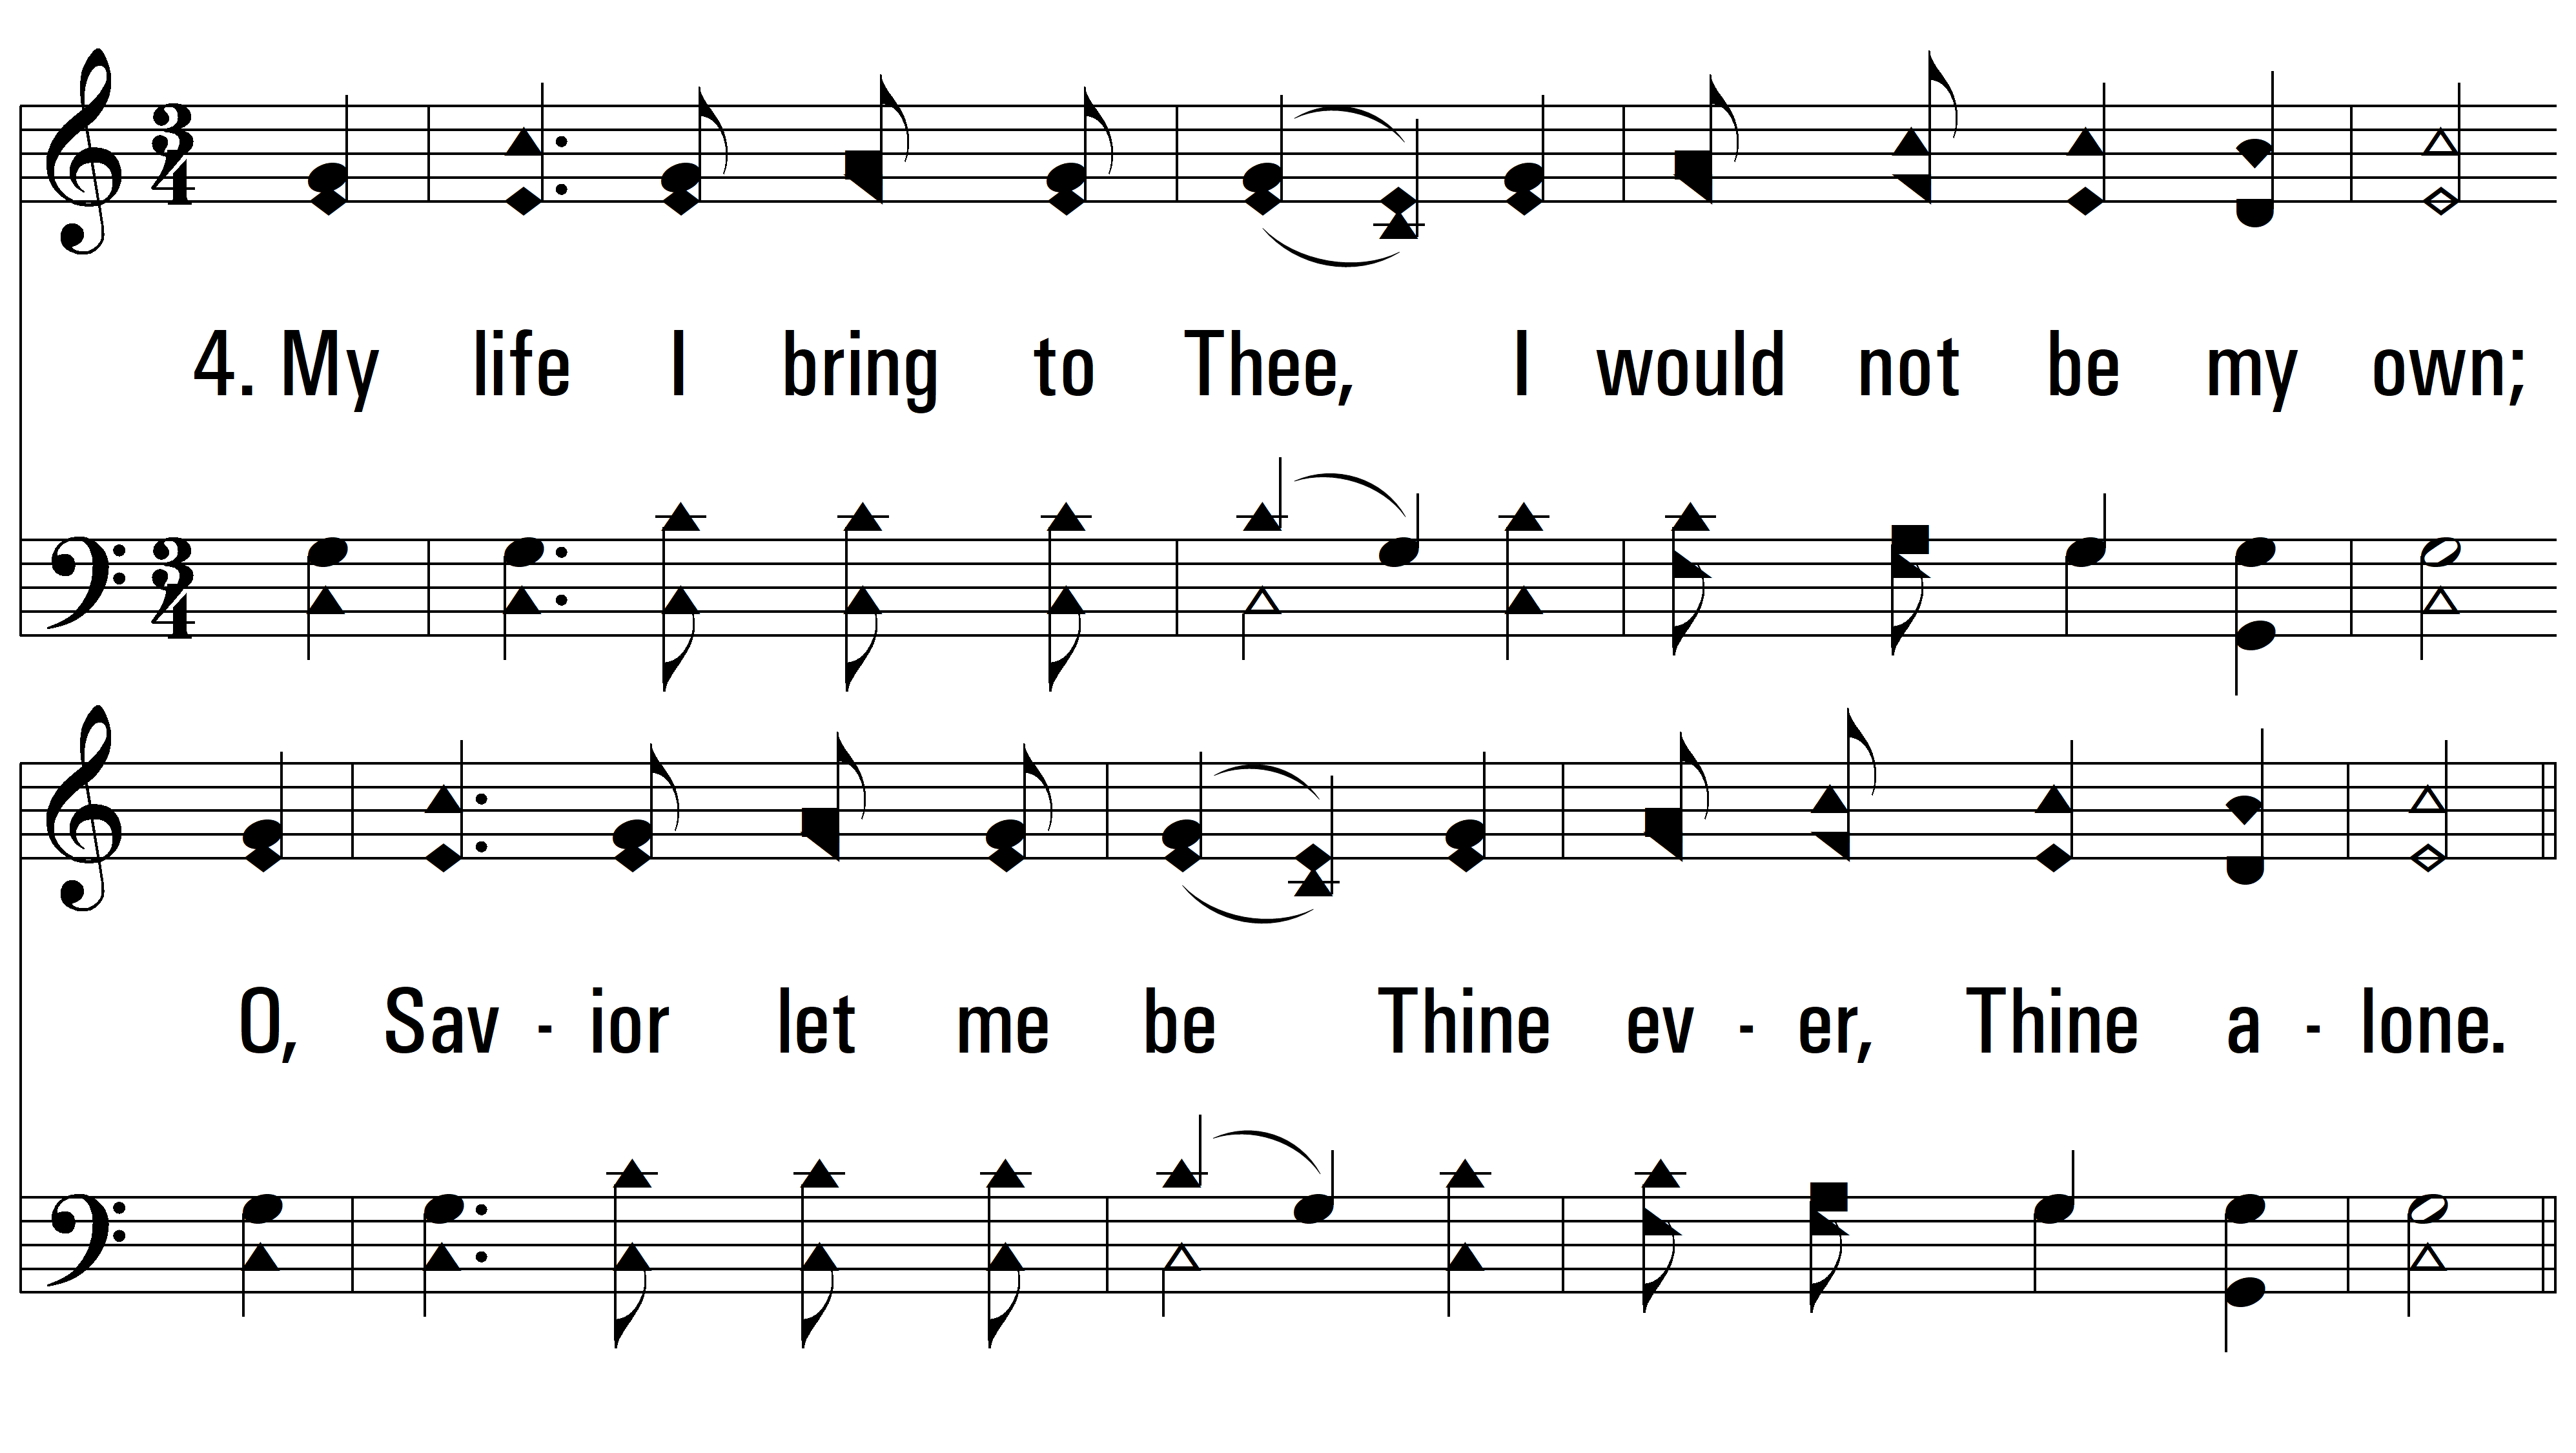 4. My life I bring to Thee, I would not be my own;
O, Sav - ior let me be Thine ev - er, Thine a - lone.